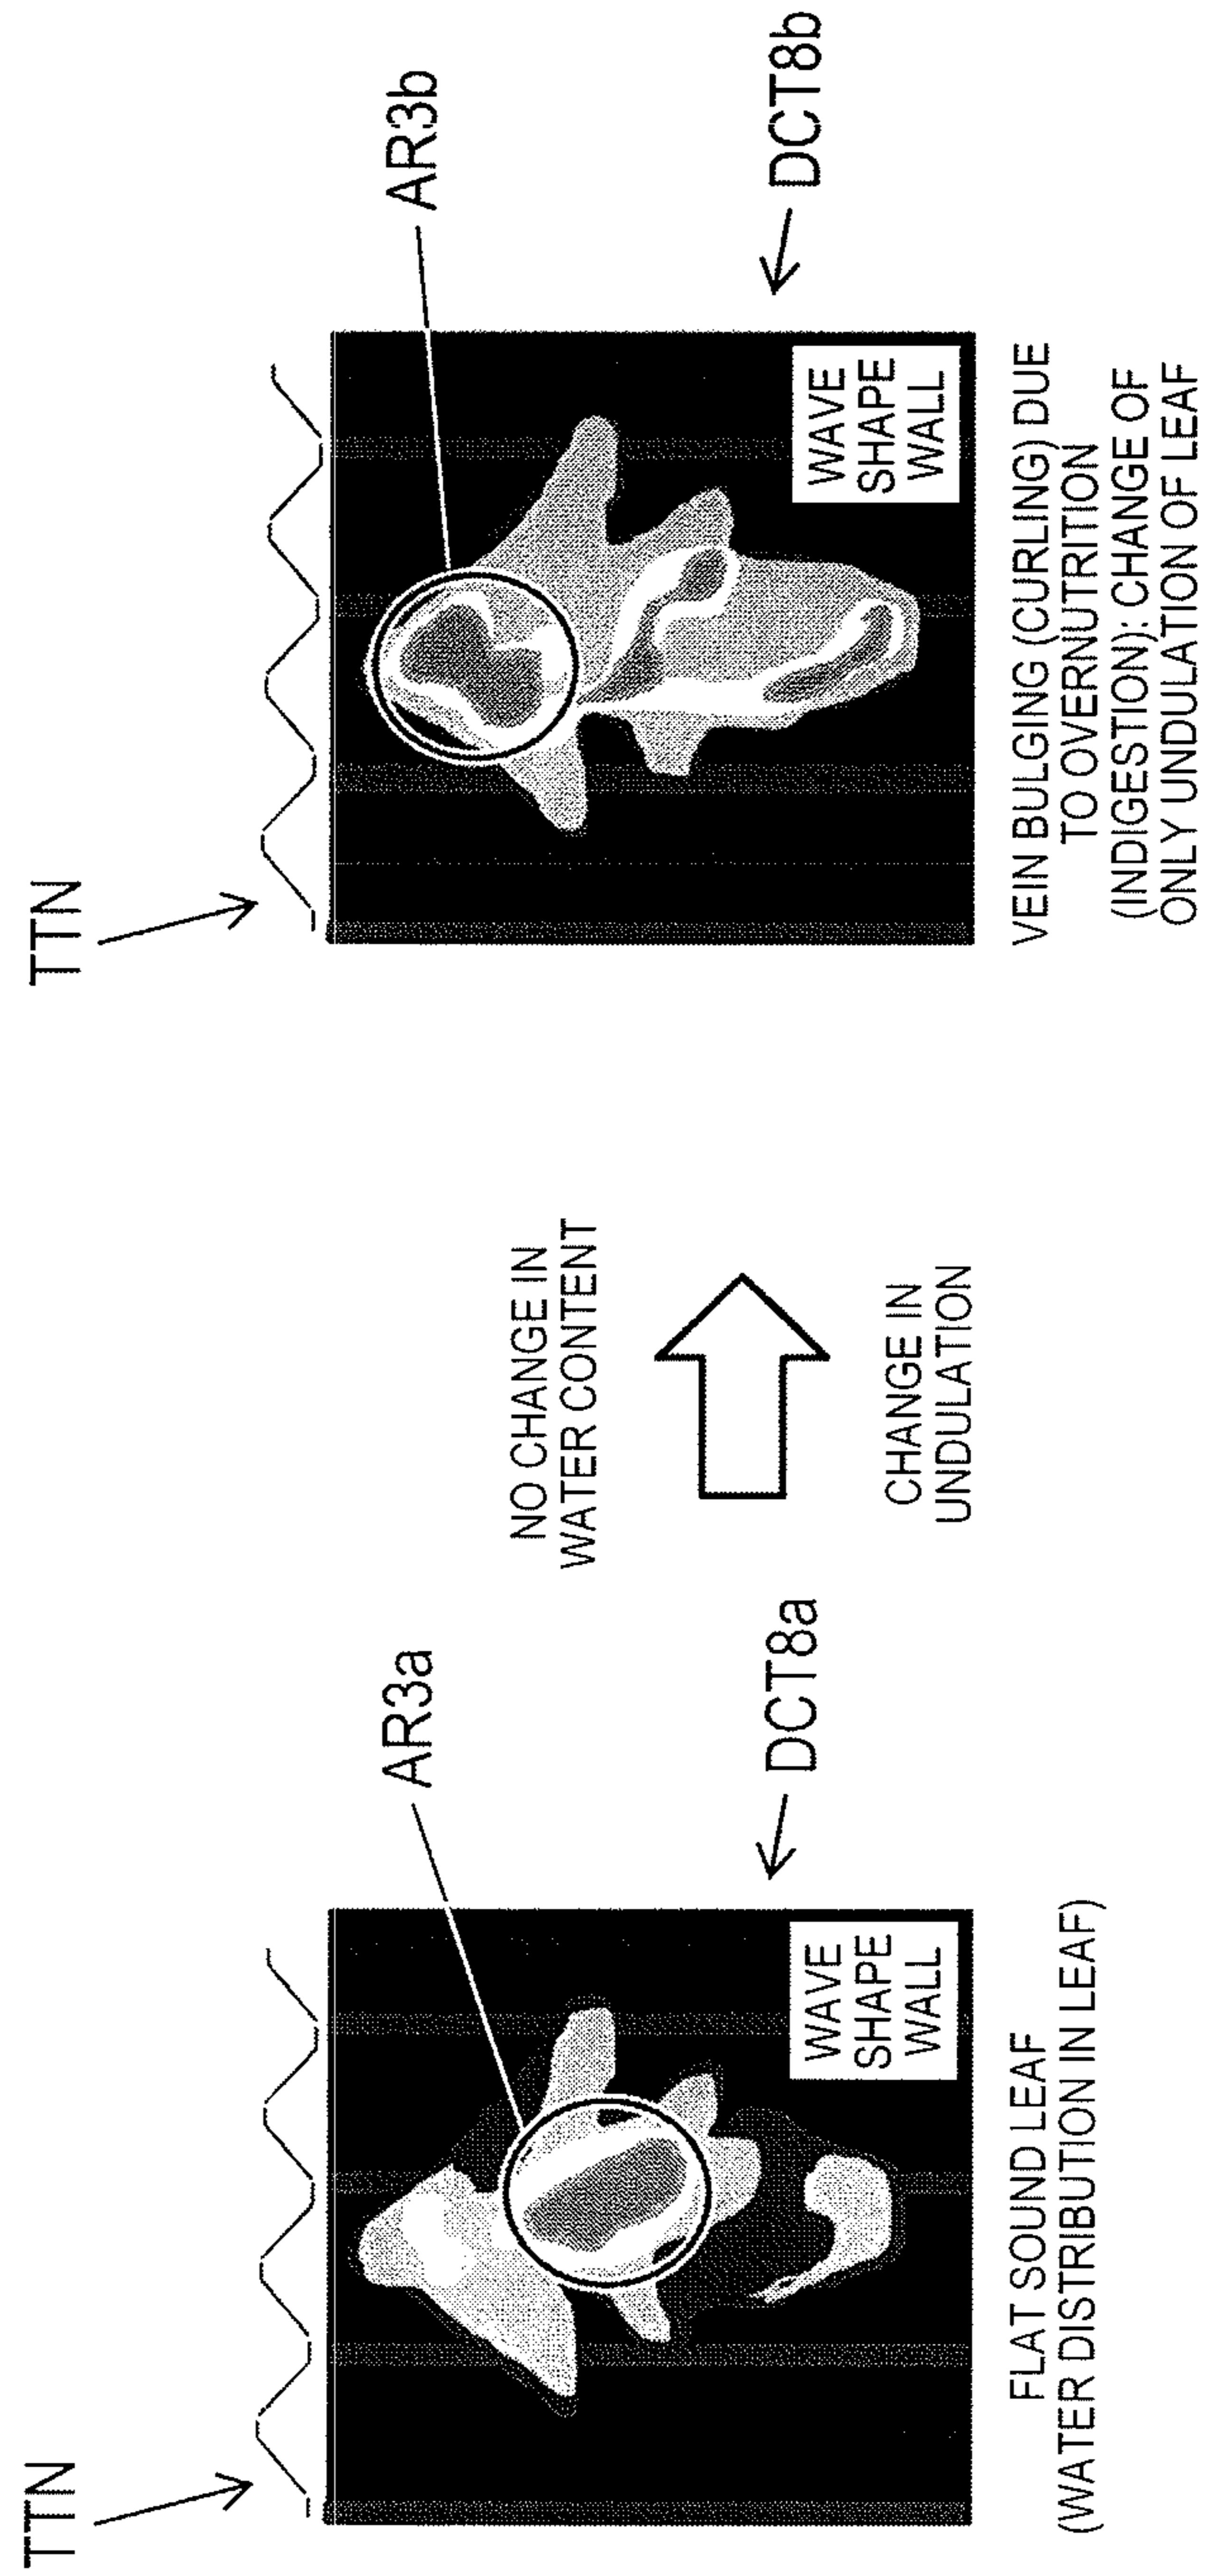 TTN
AR3a
WAVE
SHAPE
WALL
DCT8a
FLAT SOUND LEAF
(WATER DISTRIBUTION IN LEAF)
NO CHANGE IN
WATER CONTENT
CHANGE IN
UNDULATION
TTN
AR3b
WAVE
SHAPE
WALL
DCT8b
VEIN BULGING (CURLING) DUE
TO OVERNUTRITION
(INDIGESTION): CHANGE OF
ONLY UNDULATION OF LEAF